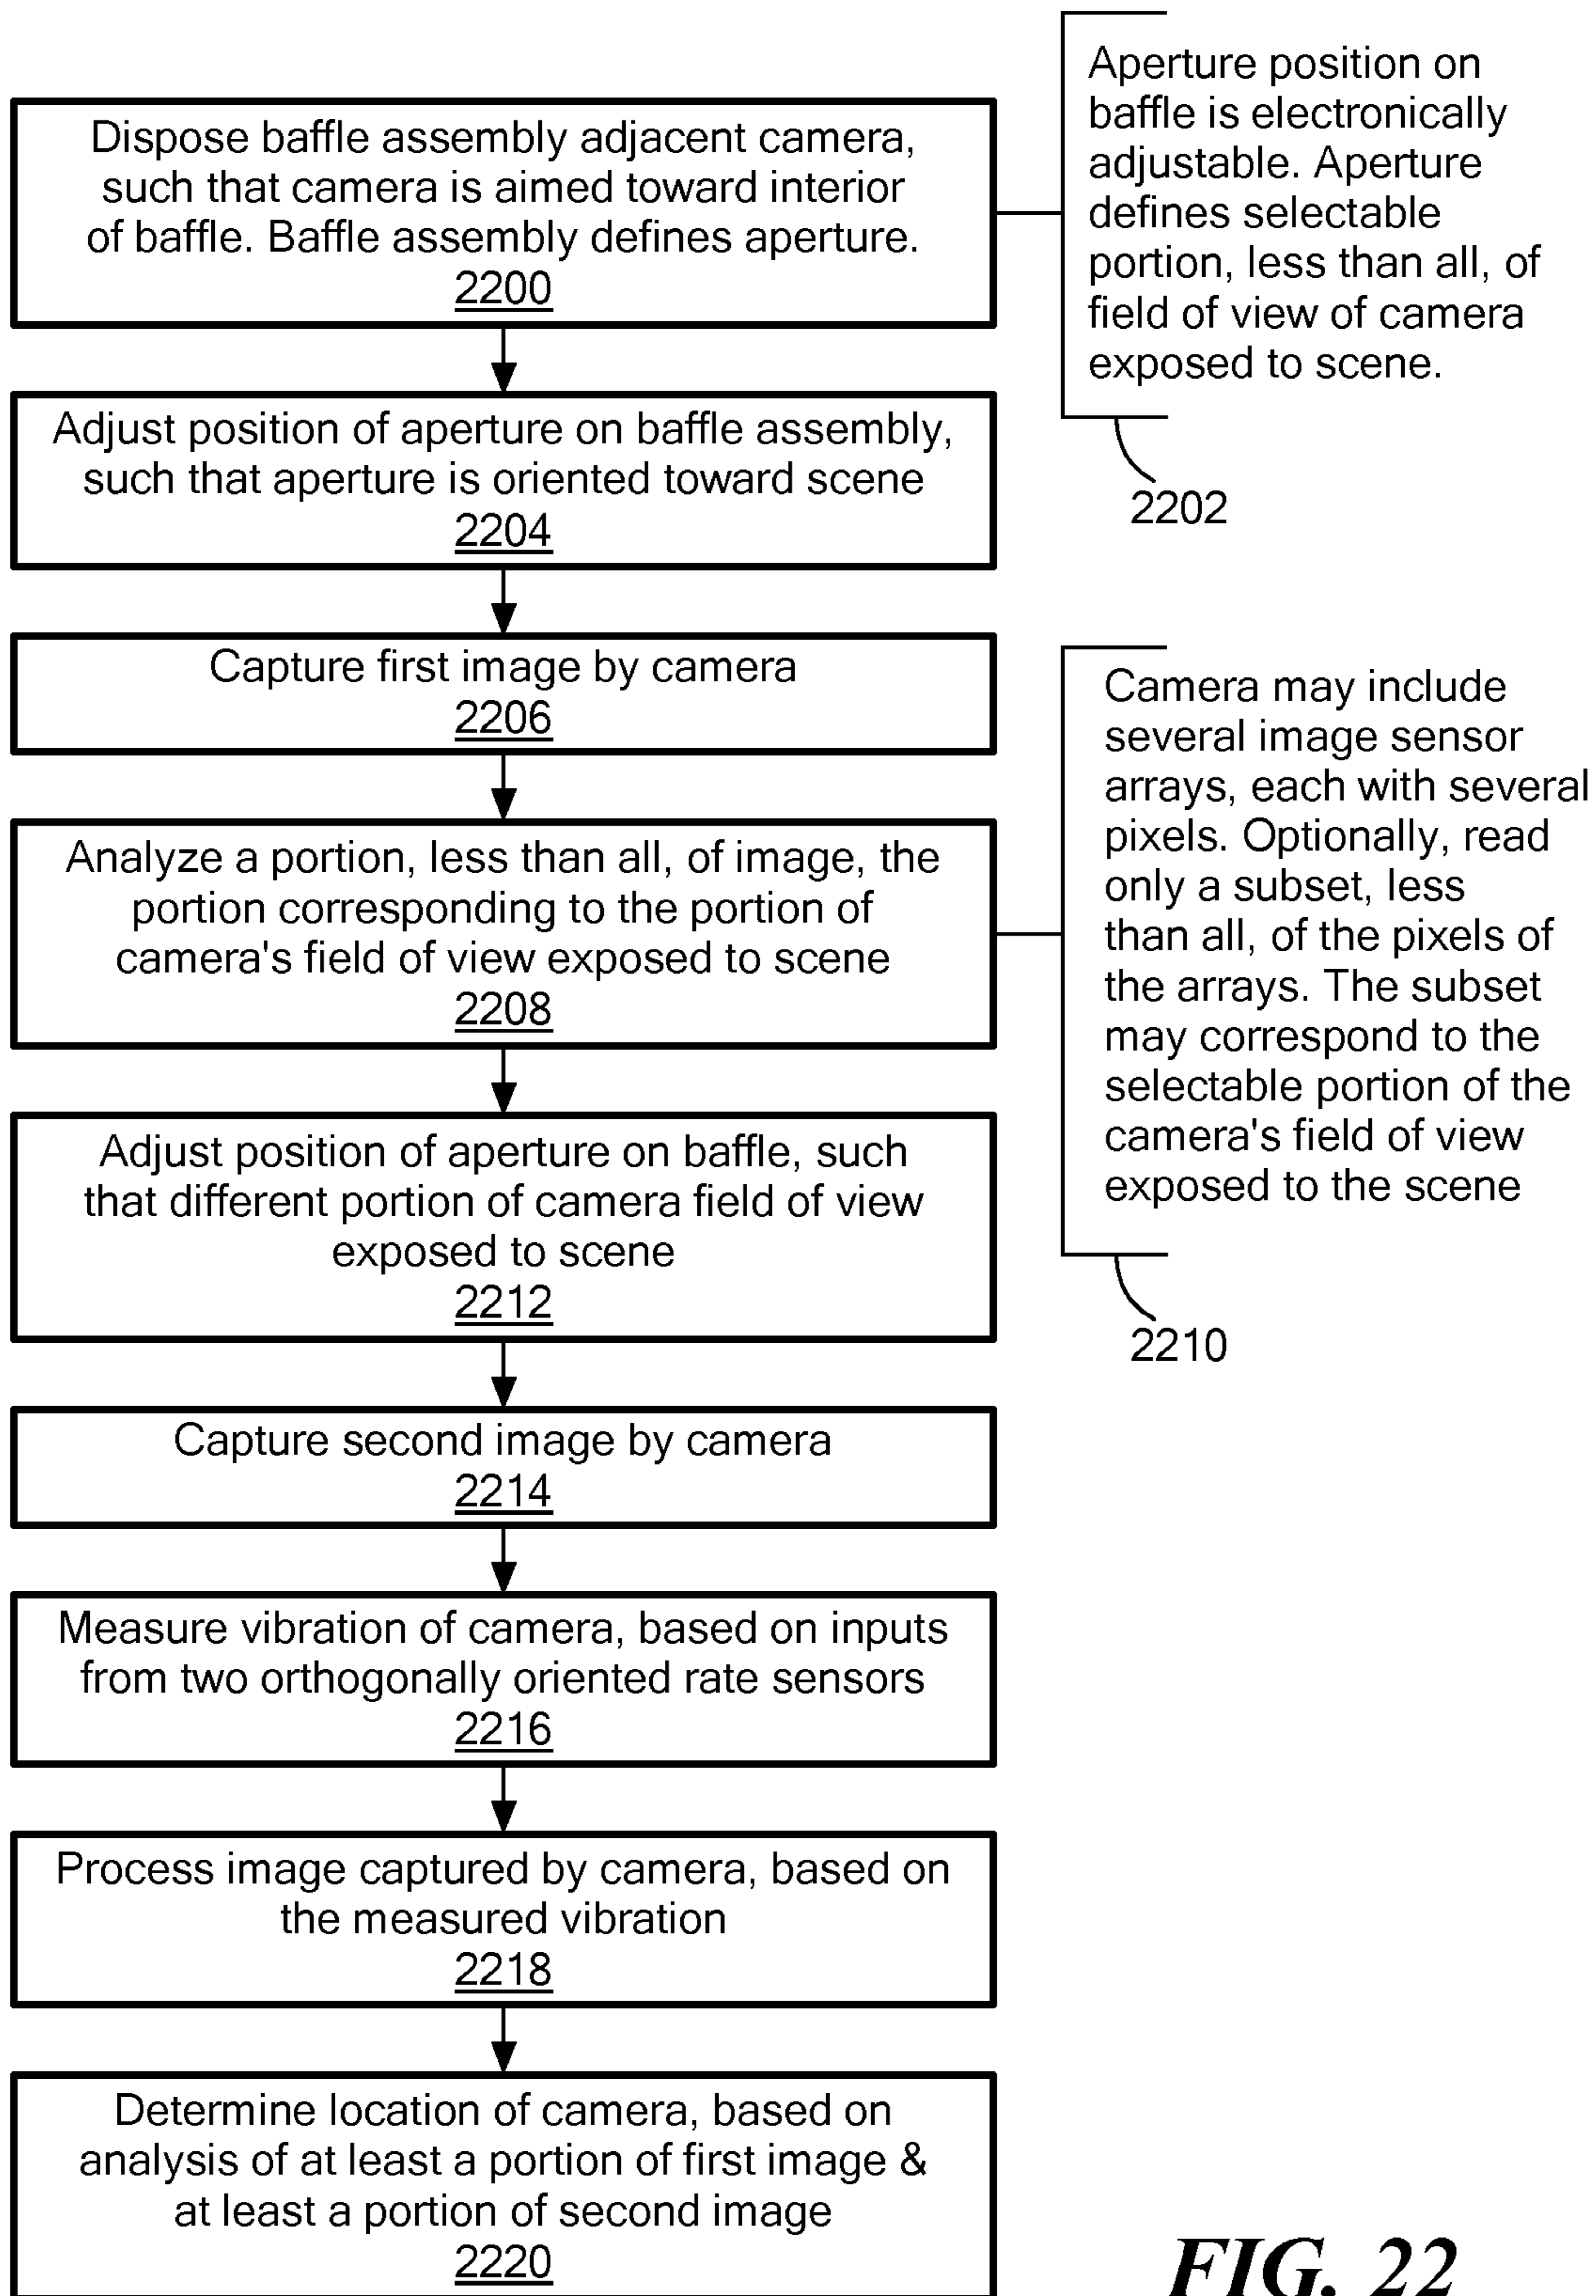 Dispose baffle assembly adjacent camera,
such that camera is aimed toward interior
of baffle. Baffle assembly defines aperture.
2200
Aperture position on
baffle is electronically
adjustable. Aperture
defines selectable
portion, less than all, of
field of view of camera
exposed to scene.
2202
Adjust position of aperture on baffle assembly,
such that aperture is oriented toward scene
2204
Capture first image by camera
2206
Analyze a portion, less than all, of image, the
portion corresponding to the portion of
camera's field of view exposed to scene
2208
Camera may include
several image sensor
arrays, each with several
pixels. Optionally, read
only a subset, less
than all, of the pixels of
the arrays. The subset
may correspond to the
selectable portion of the
camera's field of view
exposed to the scene
2210
Adjust position of aperture on baffle, such
that different portion of camera field of view
exposed to scene
2212
Capture second image by camera
2214
Measure vibration of camera, based on inputs
from two orthogonally oriented rate sensors
2216
Process image captured by camera, based on
the measured vibration
2218
Determine location of camera, based on
analysis of at least a portion of first image &
at least a portion of second image
2220
FIG. 22